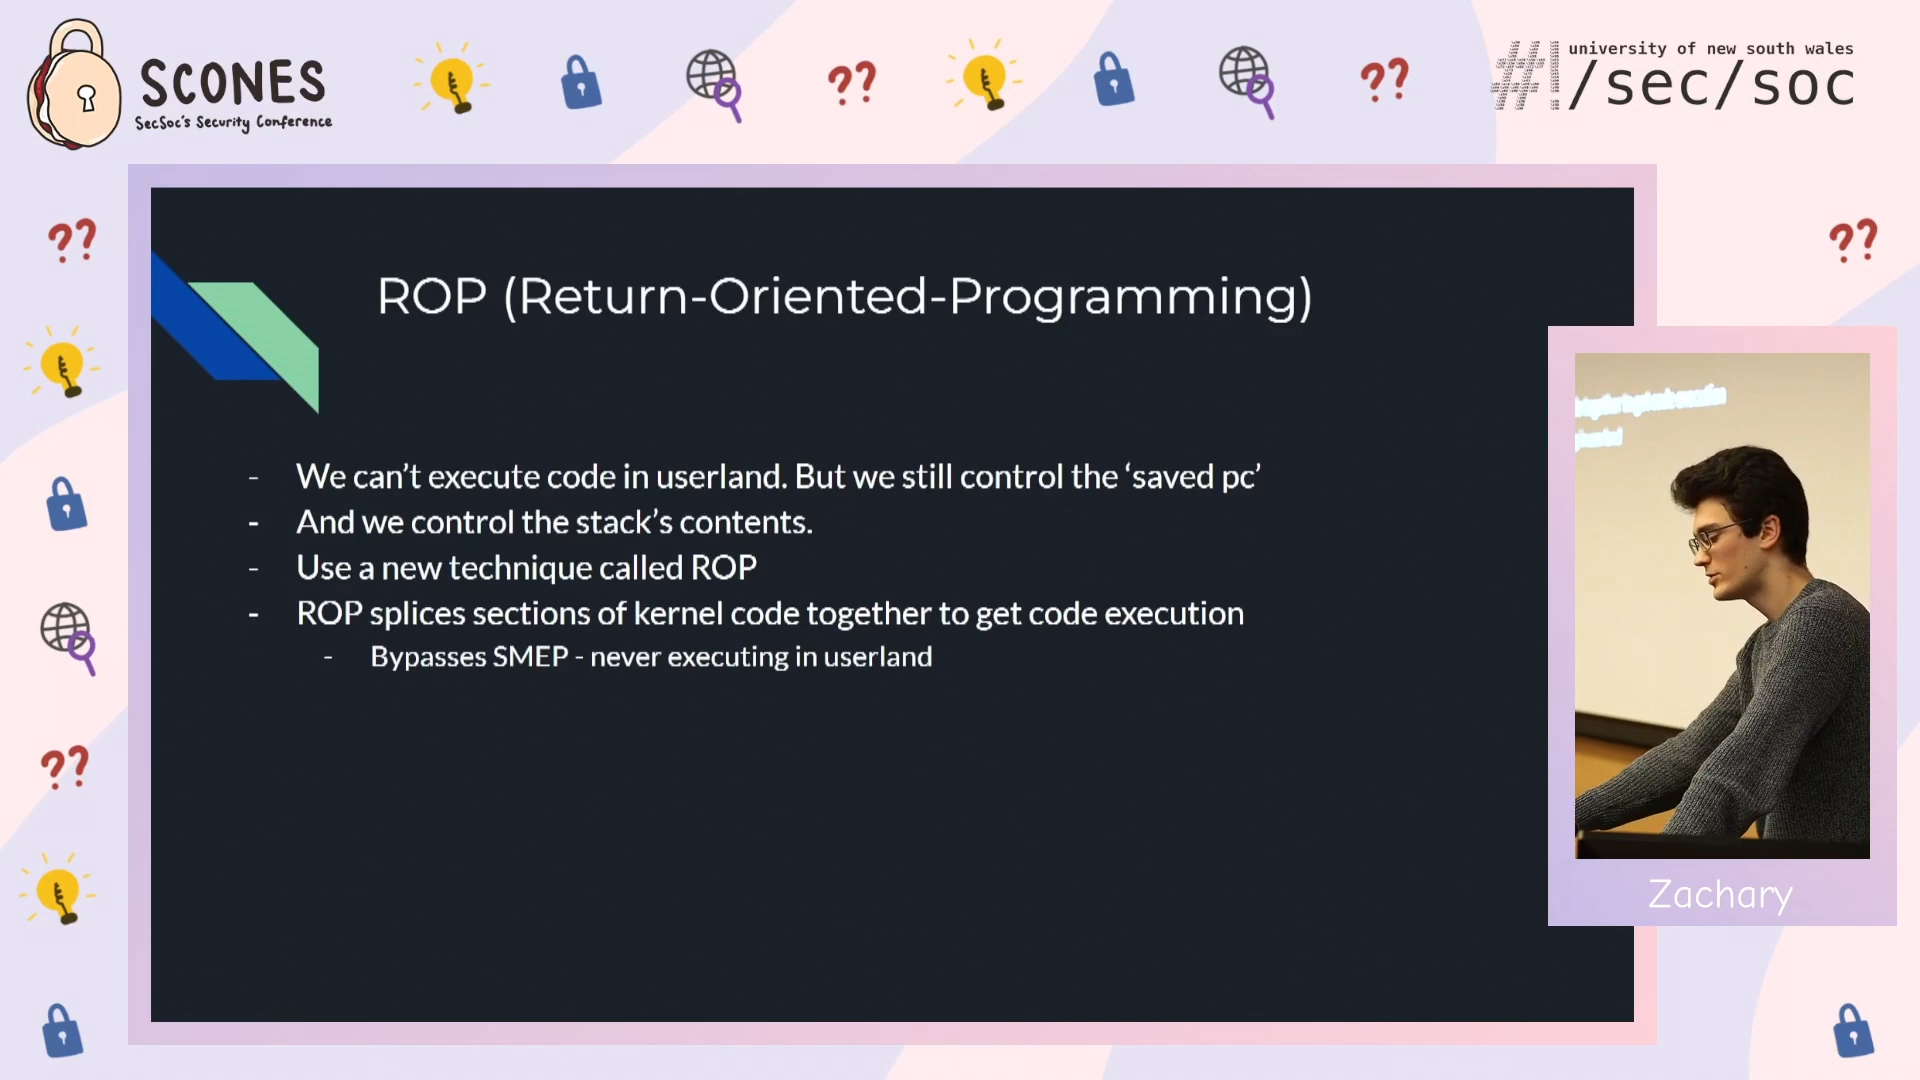 SCONES
SecSoc's Security Conference
university of new south wales
/sec/soc
ROP (Return-Oriented-Programming)
- We can’t execute code in userland. But we still control the ‘saved pc’
- And we control the stack’s contents.
- Use a new technique called ROP
- ROP splices sections of kernel code together to get code execution
- Bypasses SMEP - never executing in userland
Zachary